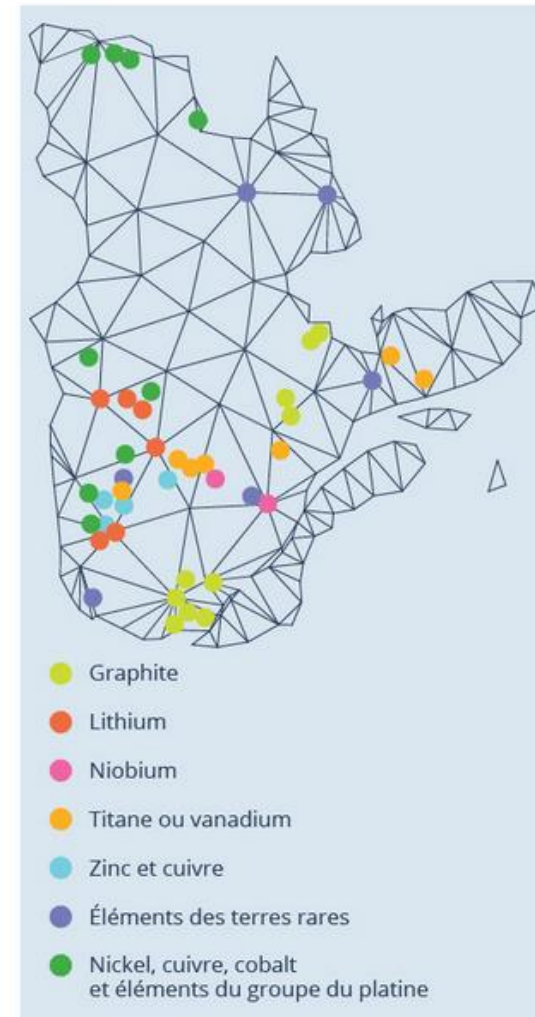 Graphite
Lithium
Niobium
Titane ou vanadium
Zinc et cuivre
Éléments des terres rares
Nickel, cuivre, cobalt
et éléments du groupe du platine